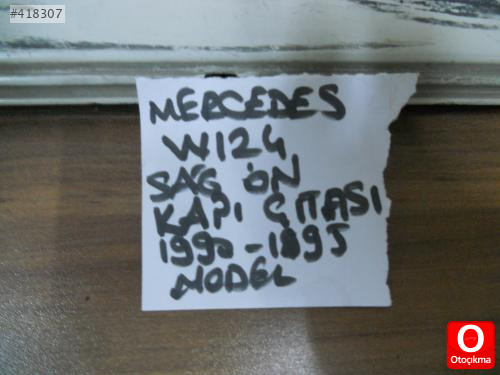 #418307
MERCEDES
W124
SAĞ ÖN
KAPI ÇITASI
1990-1995
MODEL
O
Otoçıkma